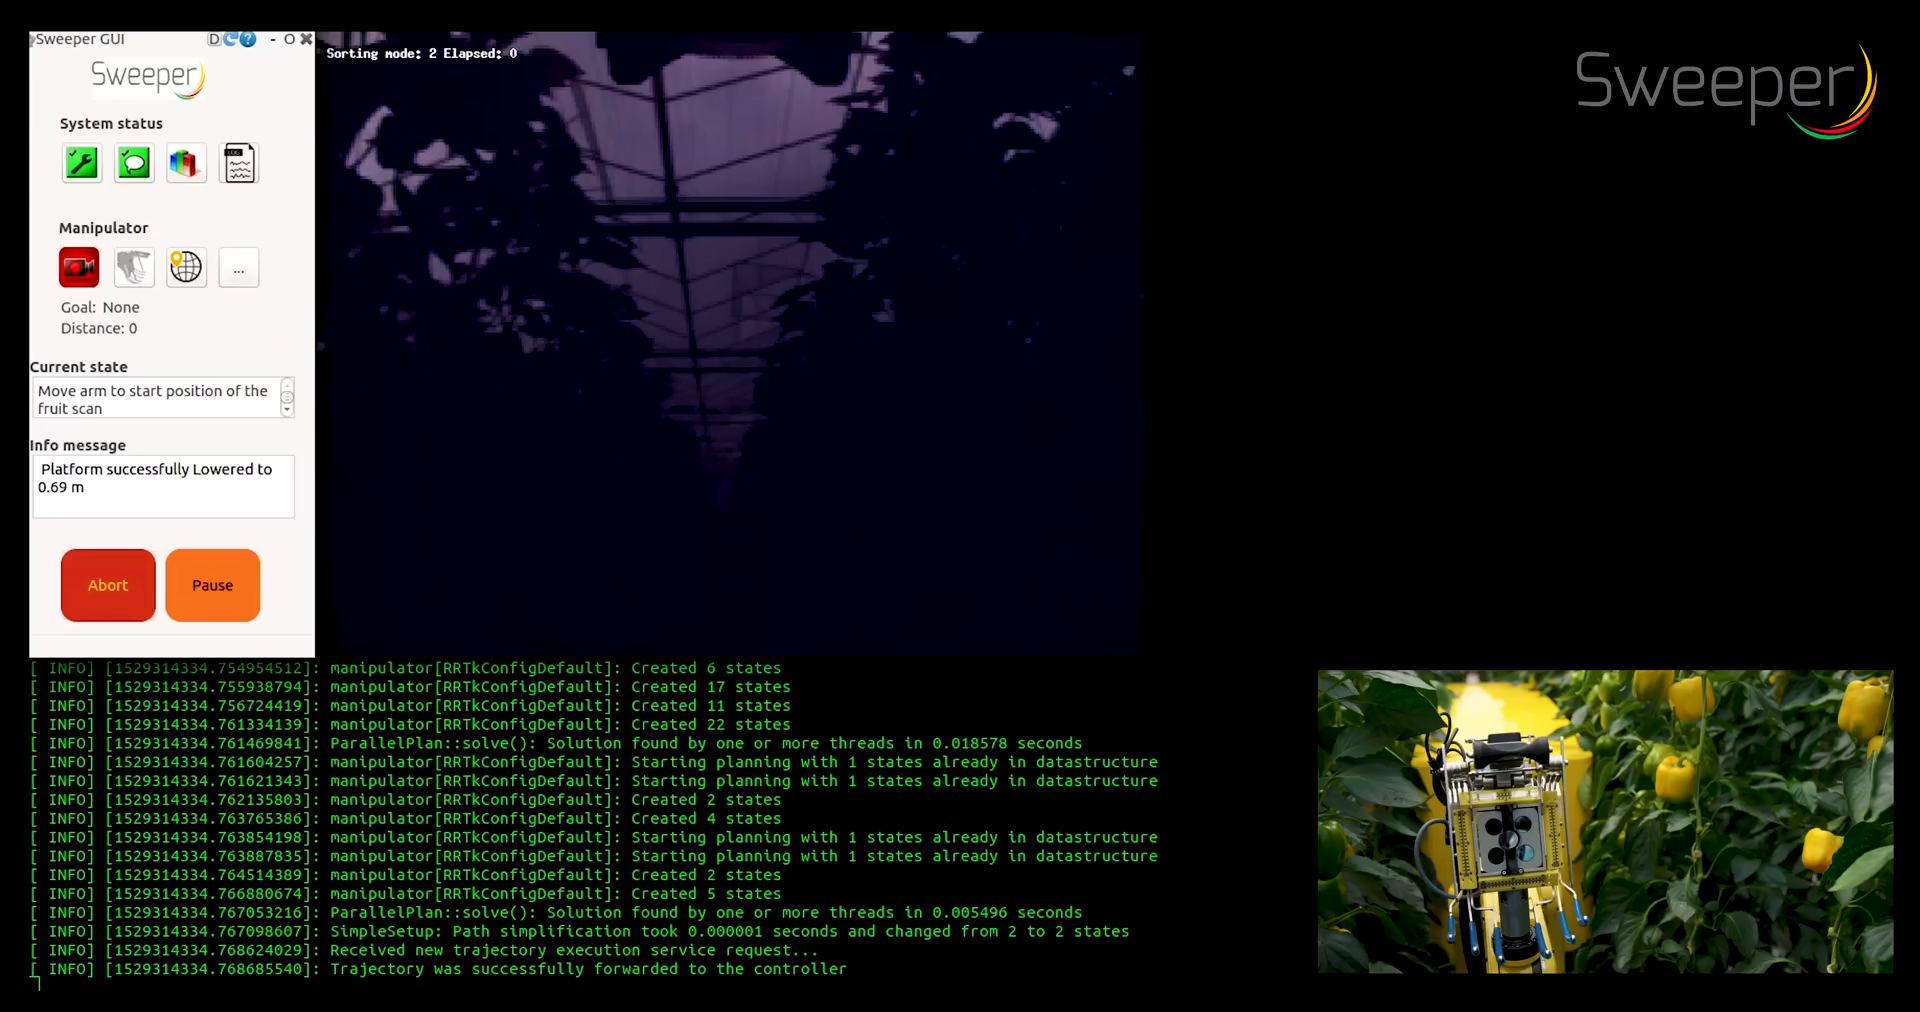 Sweeper GUI
D
?
- O
Sweeper
System status
LOG
Manipulator
...
Goal: None
Distance: 0
Current state
Move arm to start position of the
fruit scan
Info message
Platform successfully Lowered to
0.69 m
Abort
Pause
Sorting mode: 2 Elapsed: 0
Sweeper
[ INFO] [1529314334.754954512]: manipulator[RRTkConfigDefault]: Created 6 states
[ INFO] [1529314334.755938794]: manipulator[RRTkConfigDefault]: Created 17 states
[ INFO] [1529314334.756724419]: manipulator[RRTkConfigDefault]: Created 11 states
[ INFO] [1529314334.761334139]: manipulator[RRTkConfigDefault]: Created 22 states
[ INFO] [1529314334.761469841]: ParallelPlan::solve(): Solution found by one or more threads in 0.018578 seconds
[ INFO] [1529314334.761604257]: manipulator[RRTkConfigDefault]: Starting planning with 1 states already in datastructure
[ INFO] [1529314334.761621343]: manipulator[RRTkConfigDefault]: Starting planning with 1 states already in datastructure
[ INFO] [1529314334.762135803]: manipulator[RRTkConfigDefault]: Created 2 states
[ INFO] [1529314334.763765386]: manipulator[RRTkConfigDefault]: Created 4 states
[ INFO] [1529314334.763854198]: manipulator[RRTkConfigDefault]: Starting planning with 1 states already in datastructure
[ INFO] [1529314334.763887835]: manipulator[RRTkConfigDefault]: Starting planning with 1 states already in datastructure
[ INFO] [1529314334.764514389]: manipulator[RRTkConfigDefault]: Created 2 states
[ INFO] [1529314334.766880674]: manipulator[RRTkConfigDefault]: Created 5 states
[ INFO] [1529314334.767053216]: ParallelPlan::solve(): Solution found by one or more threads in 0.005496 seconds
[ INFO] [1529314334.767098607]: SimpleSetup: Path simplification took 0.000001 seconds and changed from 2 to 2 states
[ INFO] [1529314334.768624029]: Received new trajectory execution service request...
[ INFO] [1529314334.768685540]: Trajectory was successfully forwarded to the controller